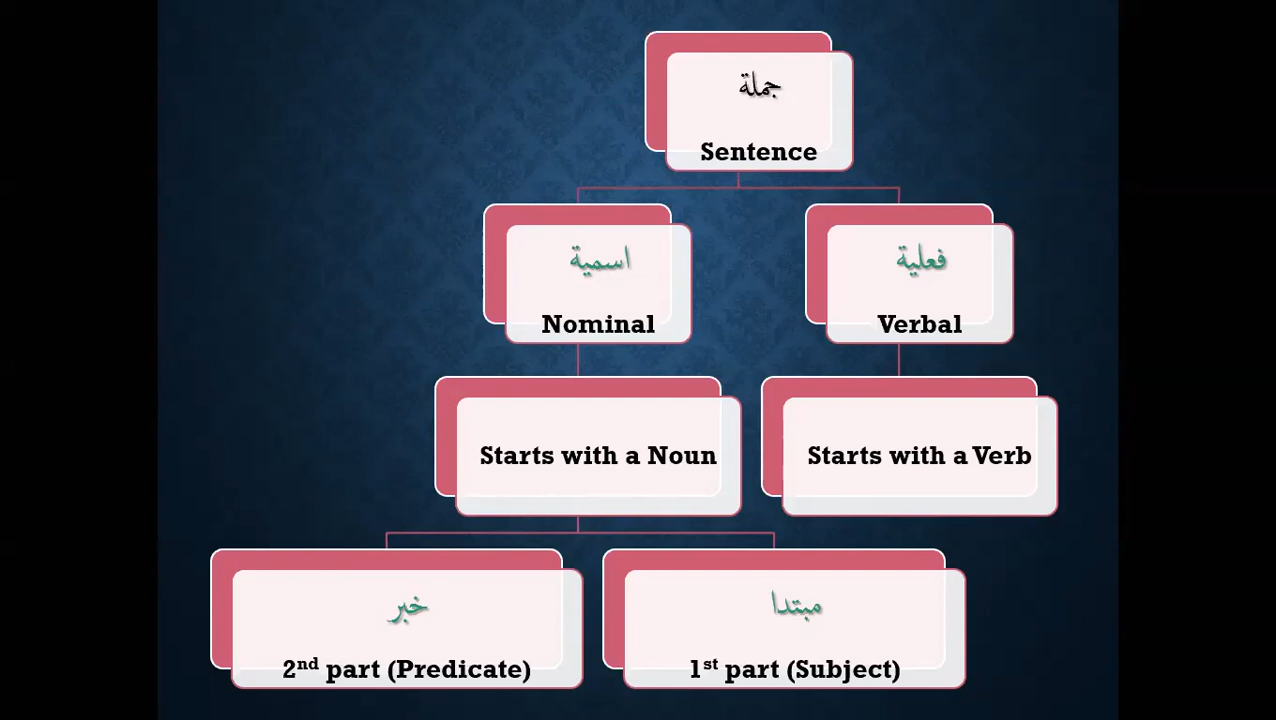 جملة
Sentence
اسمية
Nominal
فعلية
Verbal
Starts with a Noun
Starts with a Verb
خبر
2nd part (Predicate)
مبتدا
1st part (Subject)